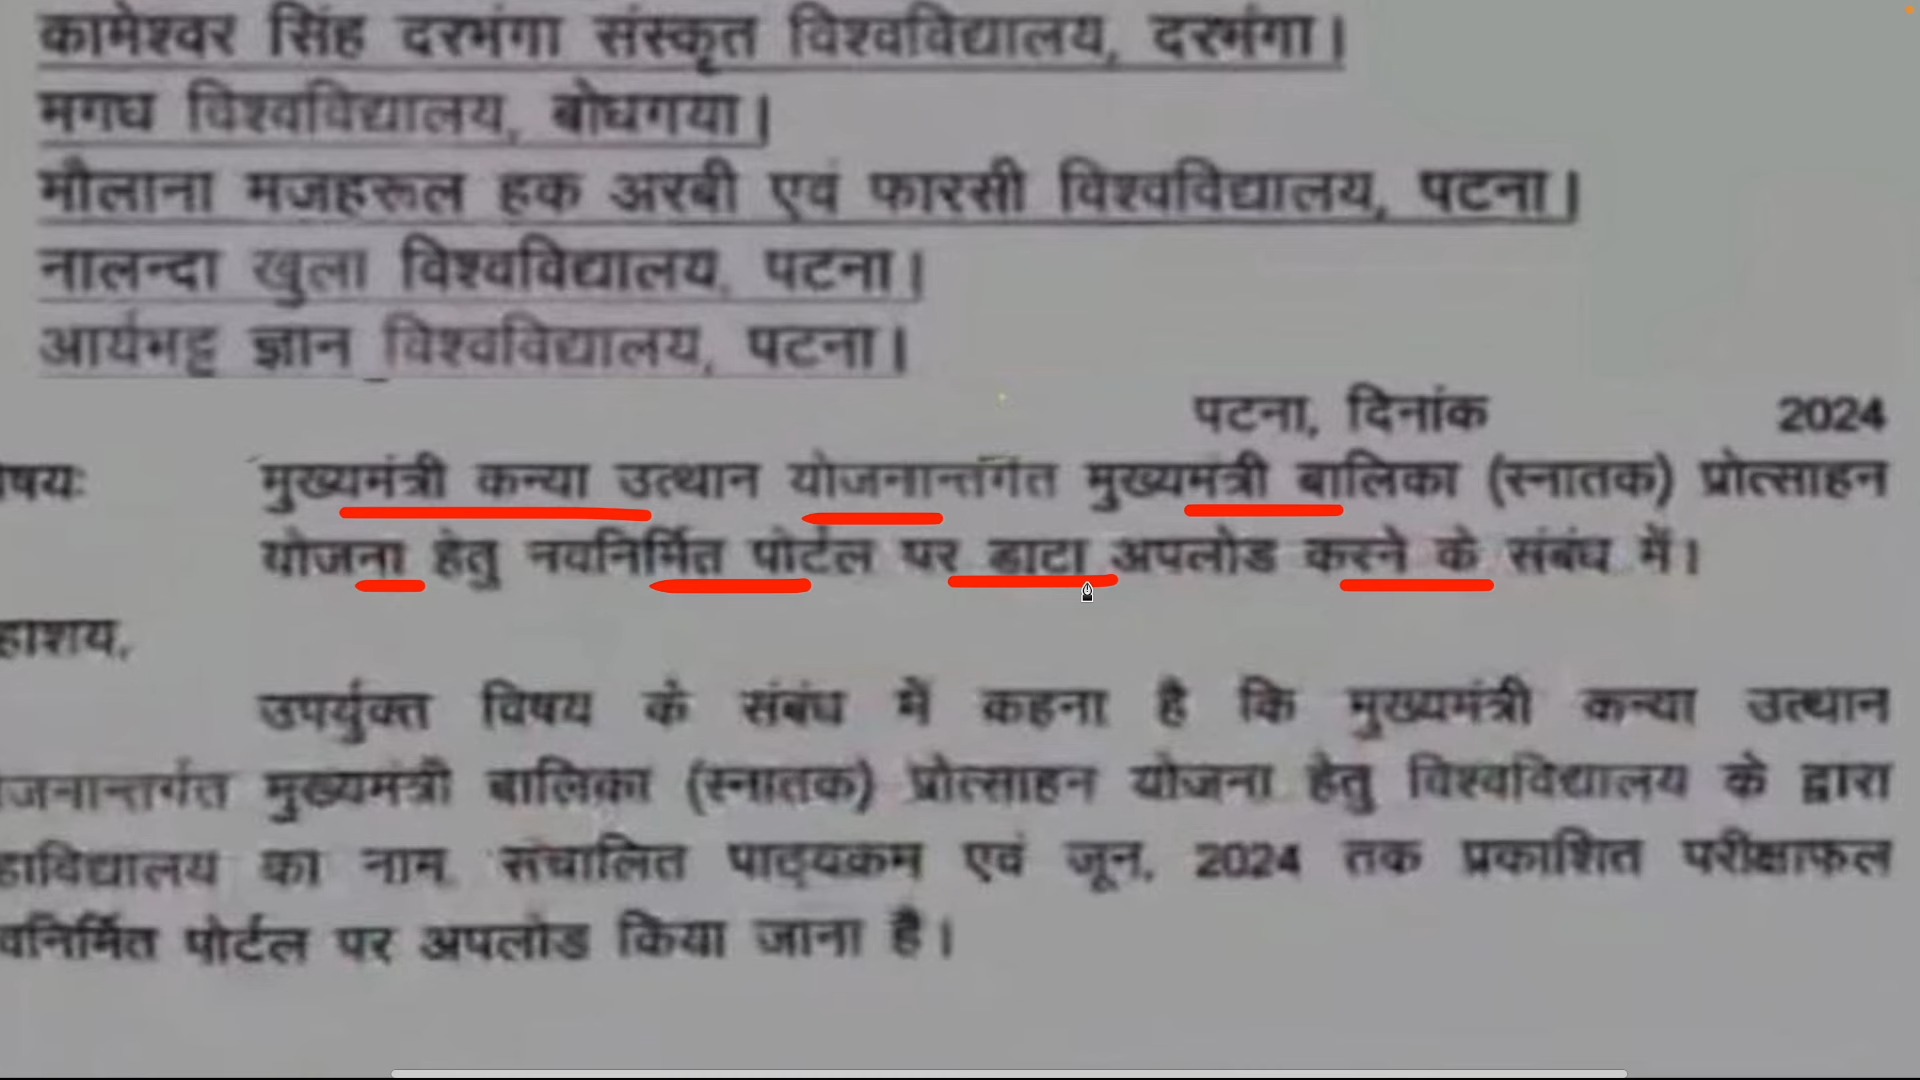 कामेश्वर सिंह दरभंगा संस्कृत विश्वविद्यालय, दरभंगा।
मगध विश्वविद्यालय, बोधगया।
मौलाना मजहरूल हक अरबी एवं फारसी विश्वविद्यालय, पटना।
नालन्दा खुला विश्वविद्यालय, पटना।
आर्यभट्ट ज्ञान विश्वविद्यालय, पटना।
पटना, दिनांक 2024
षयः मुख्यमंत्री कन्या उत्थान योजनान्तर्गत मुख्यमंत्री बालिका (स्नातक) प्रोत्साहन
योजना हेतु नवनिर्मित पोर्टल पर डाटा अपलोड करने के संबंध में।
हाशय,
उपर्युक्त विषय के संबंध में कहना है कि मुख्यमंत्री कन्या उत्थान
जनान्तर्गत मुख्यमंत्री बालिका (स्नातक) प्रोत्साहन योजना हेतु विश्वविद्यालय के द्वारा
हाविद्यालय का नाम, संचालित पाठ्यक्रम एवं जून, 2024 तक प्रकाशित परीक्षाफल
वनिर्मित पोर्टल पर अपलोड किया जाना है।